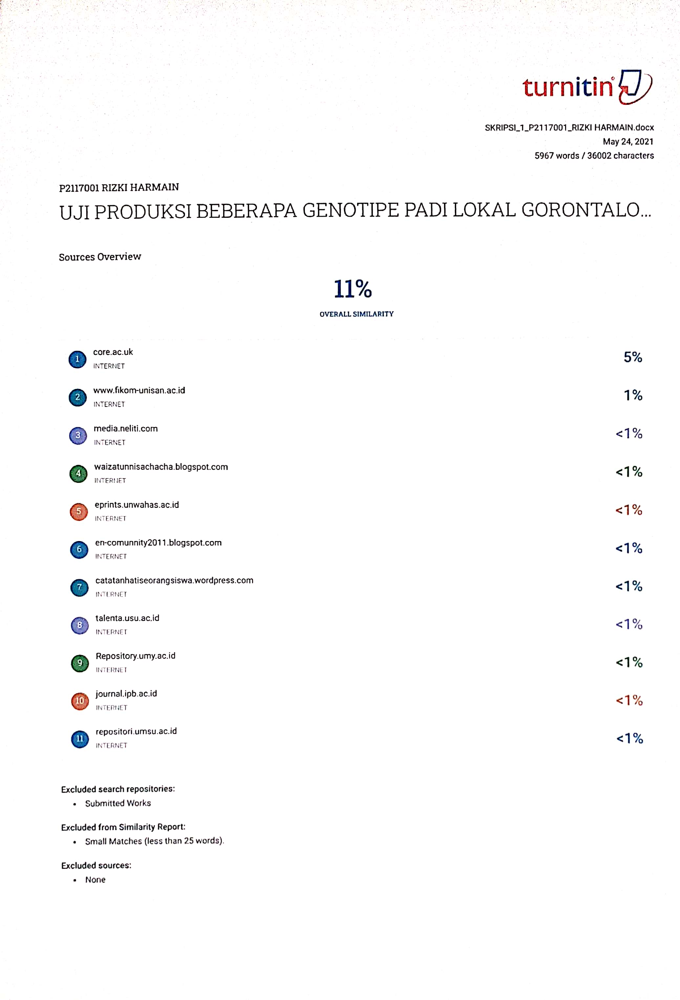 turnitin
SKRIPSI_1_P2117001_RIZKI HARMAIN.docx
May 24, 2021
5967 words / 36002 characters
P2117001 RIZKI HARMAIN
UJI PRODUKSI BEBERAPA GENOTIPE PADI LOKAL GORONTALO...
Sources Overview
11%
OVERALL SIMILARITY
1 core.ac.uk 5%
INTERNET
2 www.fikom-unisan.ac.id 1%
INTERNET
3 media.neliti.com <1%
INTERNET
4 waizatunnisachacha.blogspot.com <1%
INTERNET
5 eprints.unwahas.ac.id <1%
INTERNET
6 en-comunnity2011.blogspot.com <1%
INTERNET
7 catatanhatiseorangsiswa.wordpress.com <1%
INTERNET
8 talenta.usu.ac.id <1%
INTERNET
9 Repository.umy.ac.id <1%
INTERNET
10 journal.ipb.ac.id <1%
INTERNET
11 repositori.umsu.ac.id <1%
INTERNET
Excluded search repositories:
• Submitted Works
Excluded from Similarity Report:
• Small Matches (less than 25 words).
Excluded sources:
• None